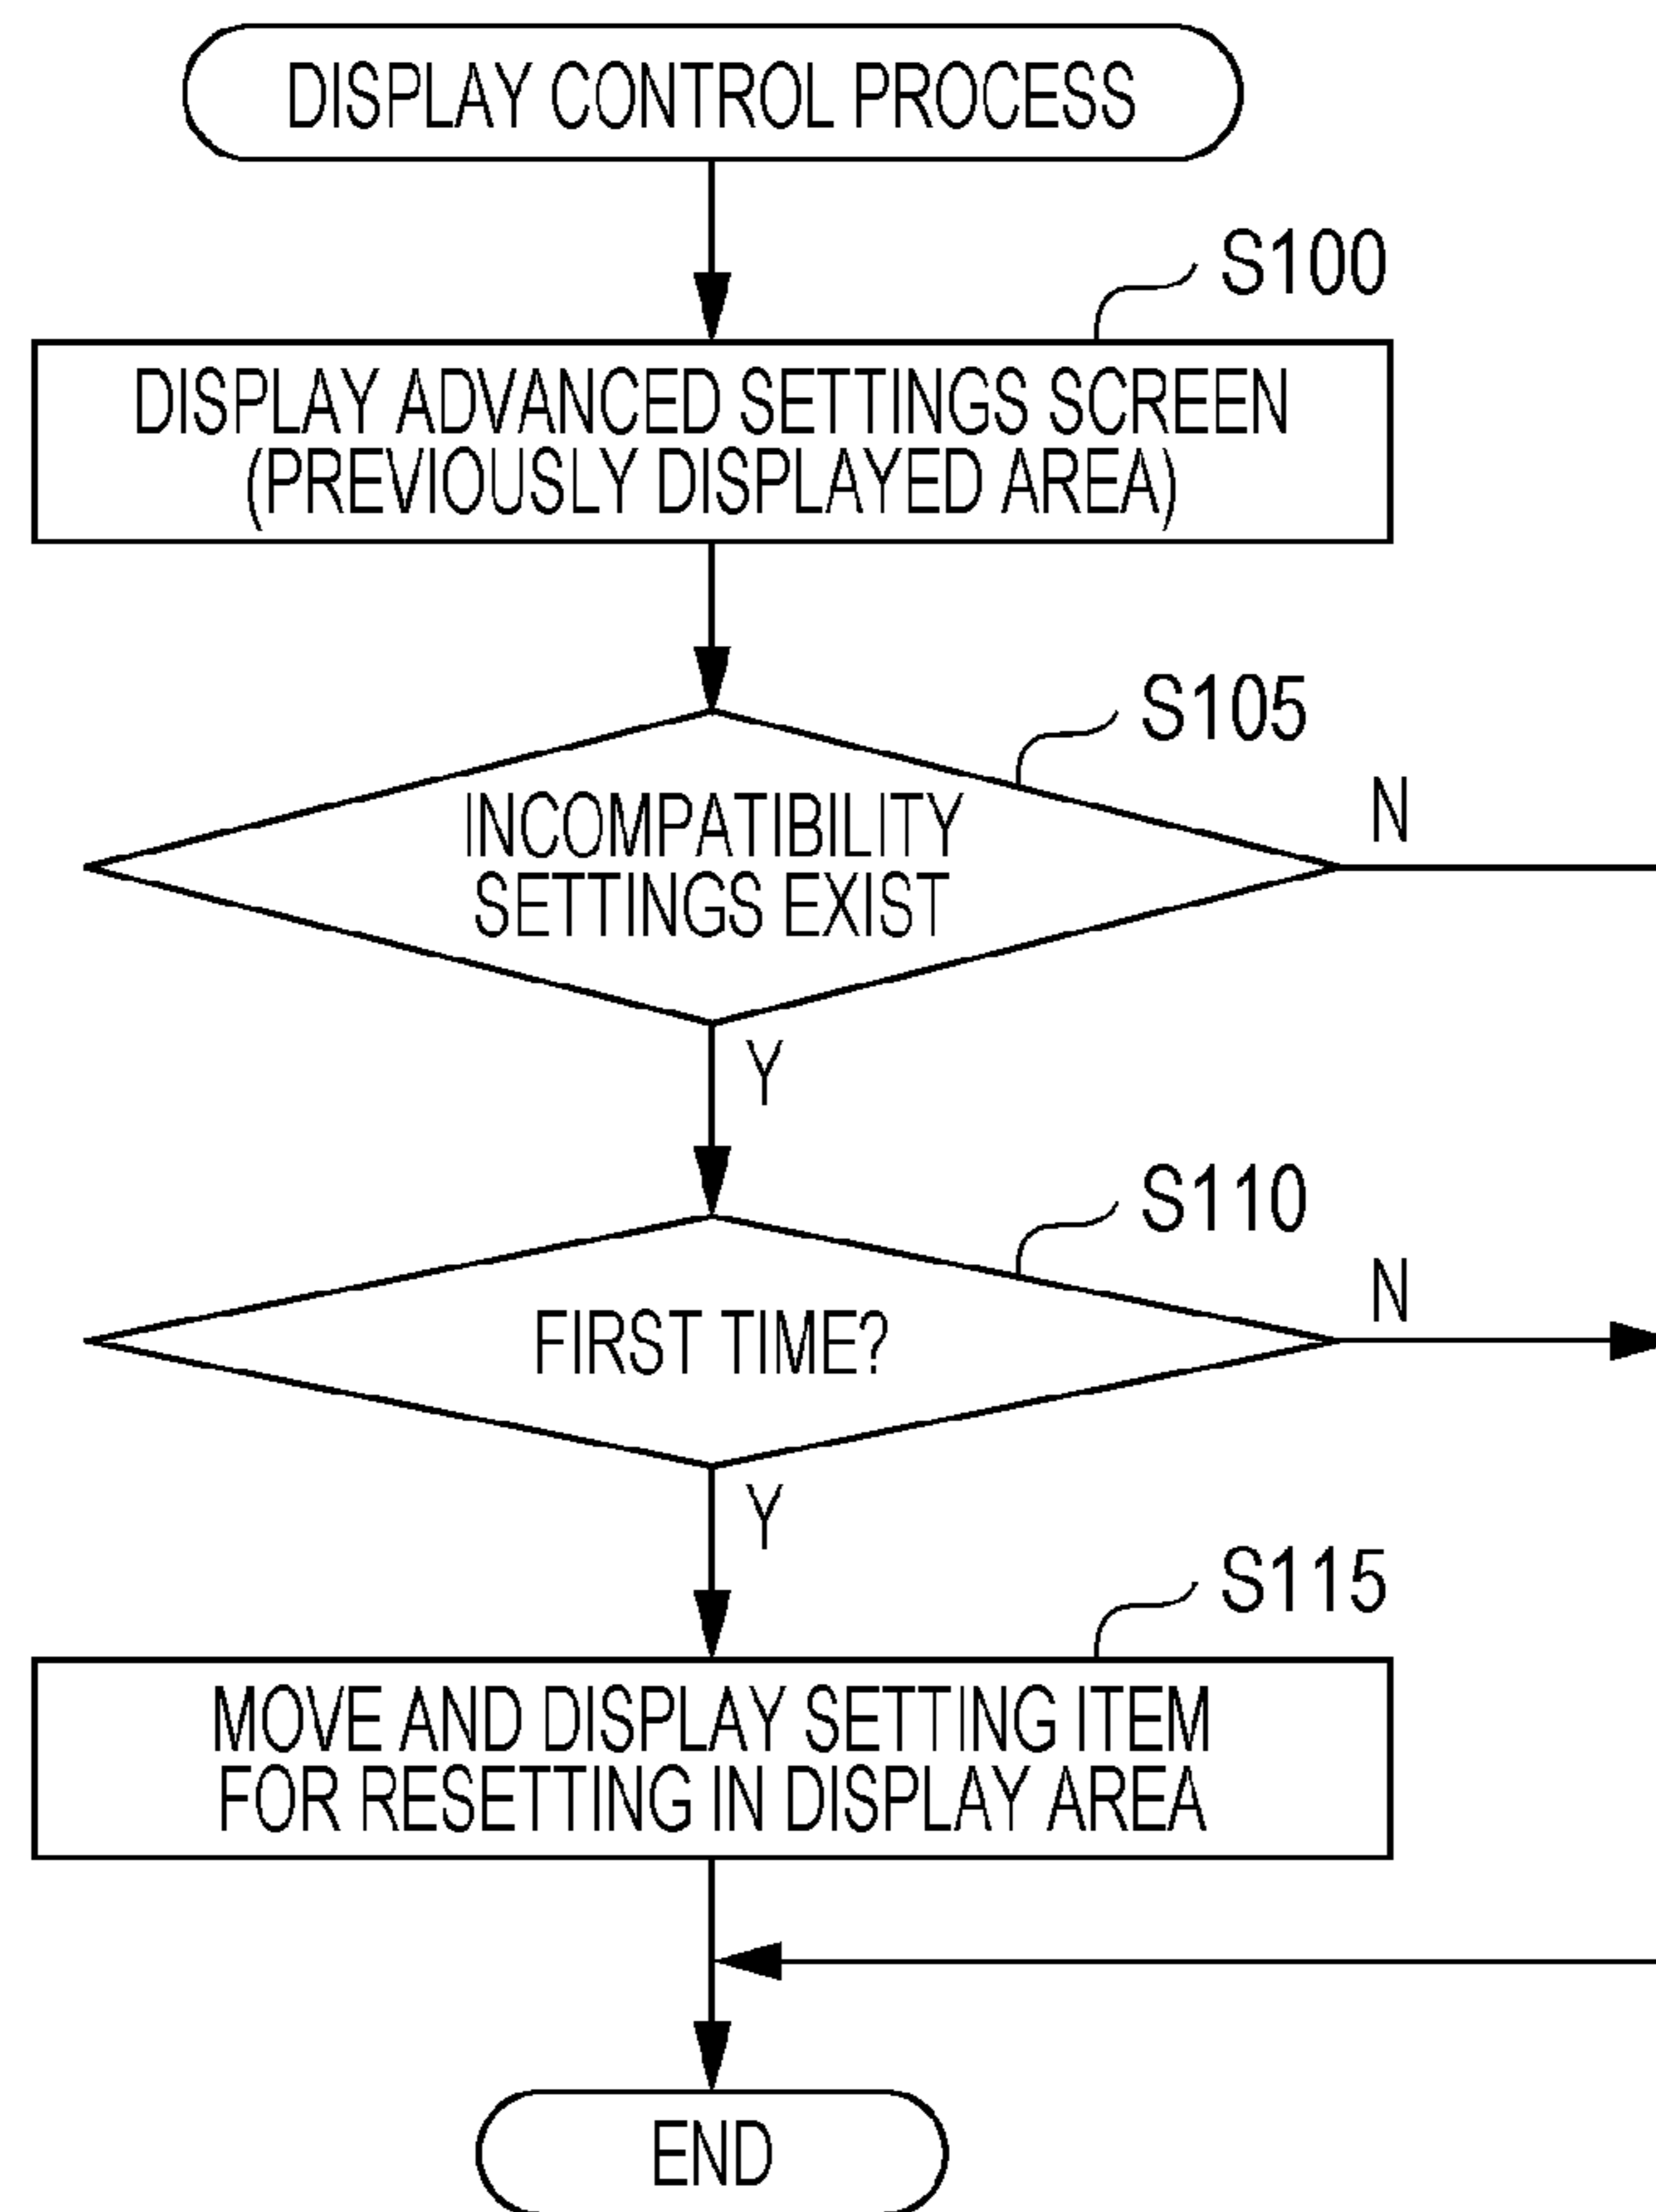 DISPLAY CONTROL PROCESS
S100
DISPLAY ADVANCED SETTINGS SCREEN
(PREVIOUSLY DISPLAYED AREA)
S105
INCOMPATIBILITY
SETTINGS EXIST
N
Y
S110
FIRST TIME?
N
Y
S115
MOVE AND DISPLAY SETTING ITEM
FOR RESETTING IN DISPLAY AREA
END